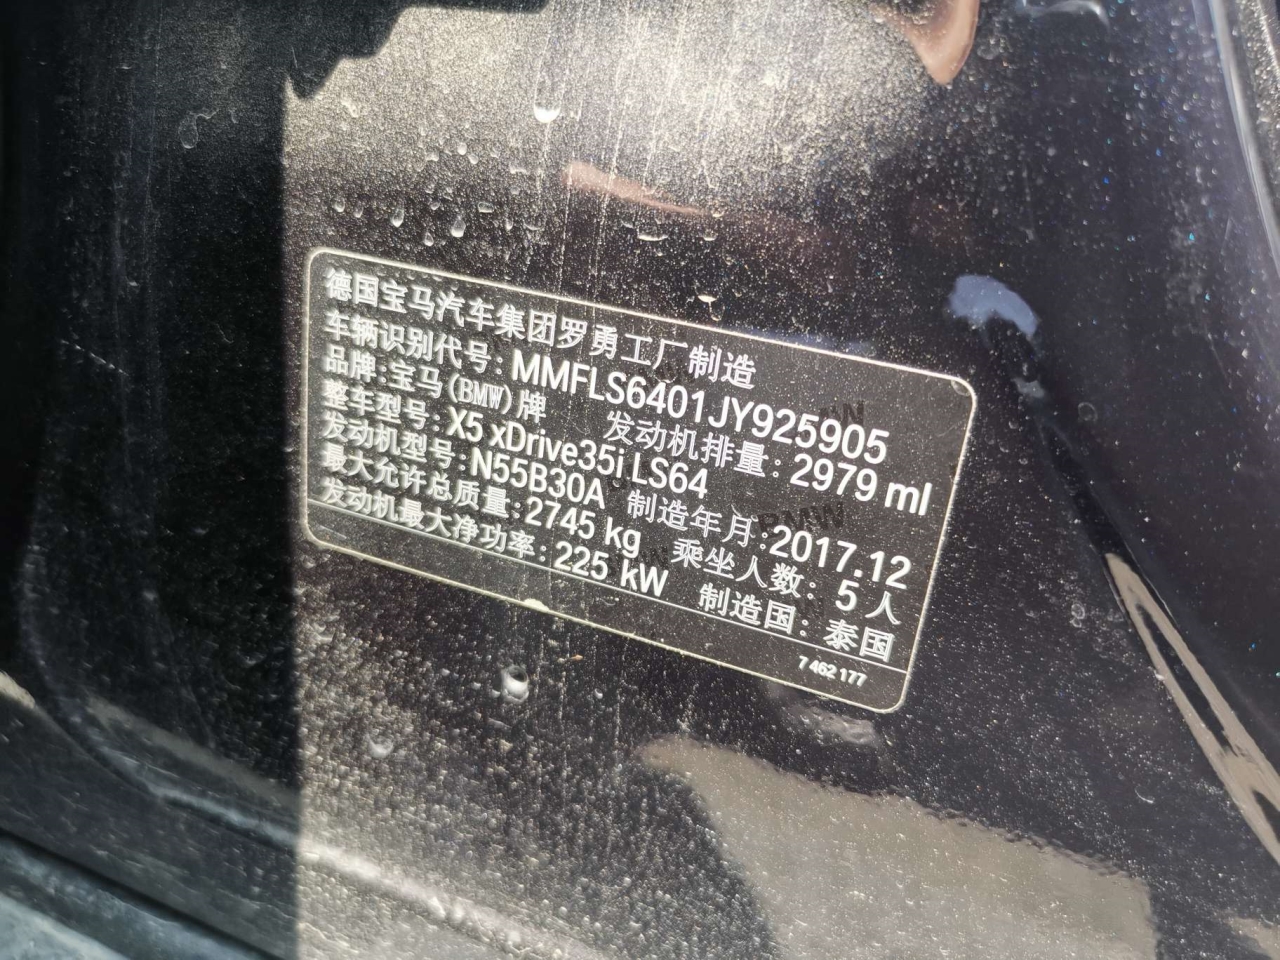 德国宝马汽车集团罗勇工厂制造
车辆识别代号: MMFLS6401JY925905
品牌:宝马(BMW)牌 发动机排量: 2979 ml
整车型号: X5 xDrive35i LS64
发动机型号: N55B30A 制造年月:2017.12
最大允许总质量: 2745 kg 乘坐人数: 5 人
发动机最大净功率: 225 kW 制造国: 泰国
7 462 177